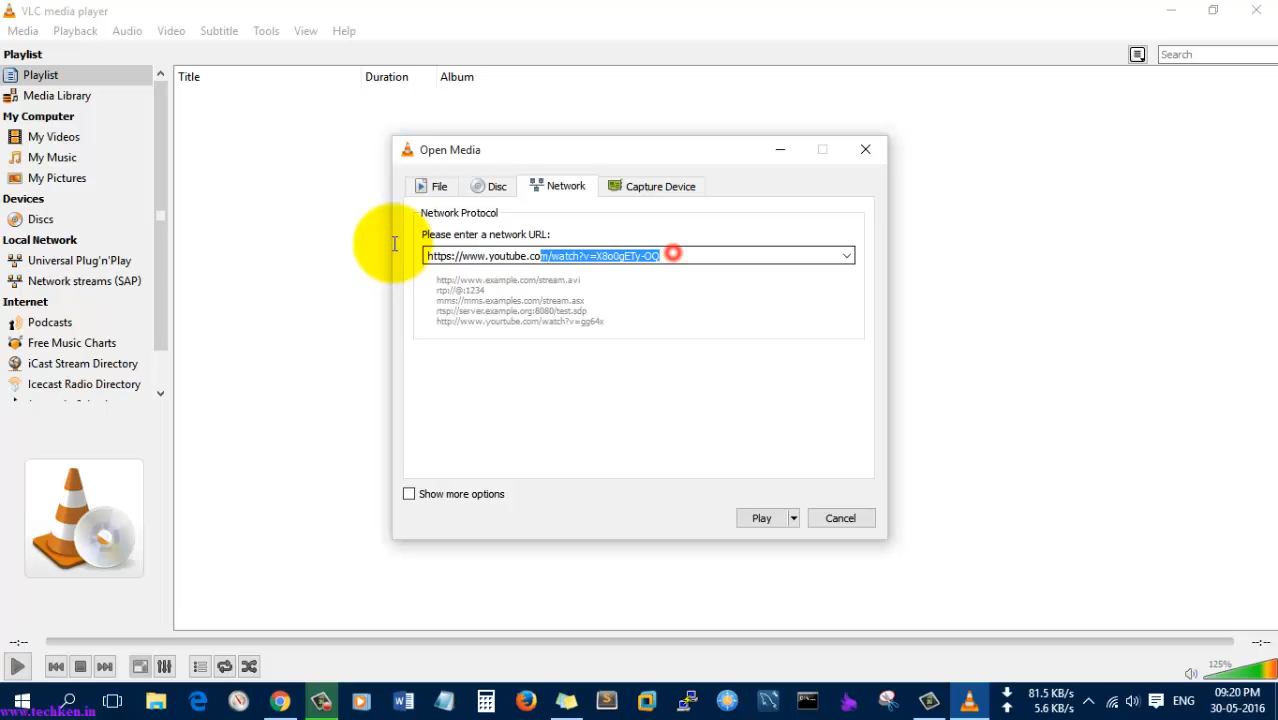 VLC media player
Media Playback Audio Video Subtitle Tools View Help
Playlist
Search
Playlist
Title Duration Album
Media Library
My Computer
My Videos
My Music
My Pictures
Devices
Discs
Local Network
Universal Plug'n'Play
Network streams (SAP)
Internet
Podcasts
Free Music Charts
iCast Stream Directory
Icecast Radio Directory
Open Media
File Disc Network Capture Device
Network Protocol
Please enter a network URL:
https://www.youtube.com/watch?v=X8o0gETy-OQ
http://www.example.com/stream.avi
rtp://@:1234
mms://mms.examples.com/stream.asx
rtsp://server.example.org:8080/test.sdp
http://www.yourtube.com/watch?v=gg64x
Show more options
Play Cancel
--:-- --:--
125%
81.5 KB/s
5.6 KB/s
ENG
09:20 PM
30-05-2016
www.techken.in